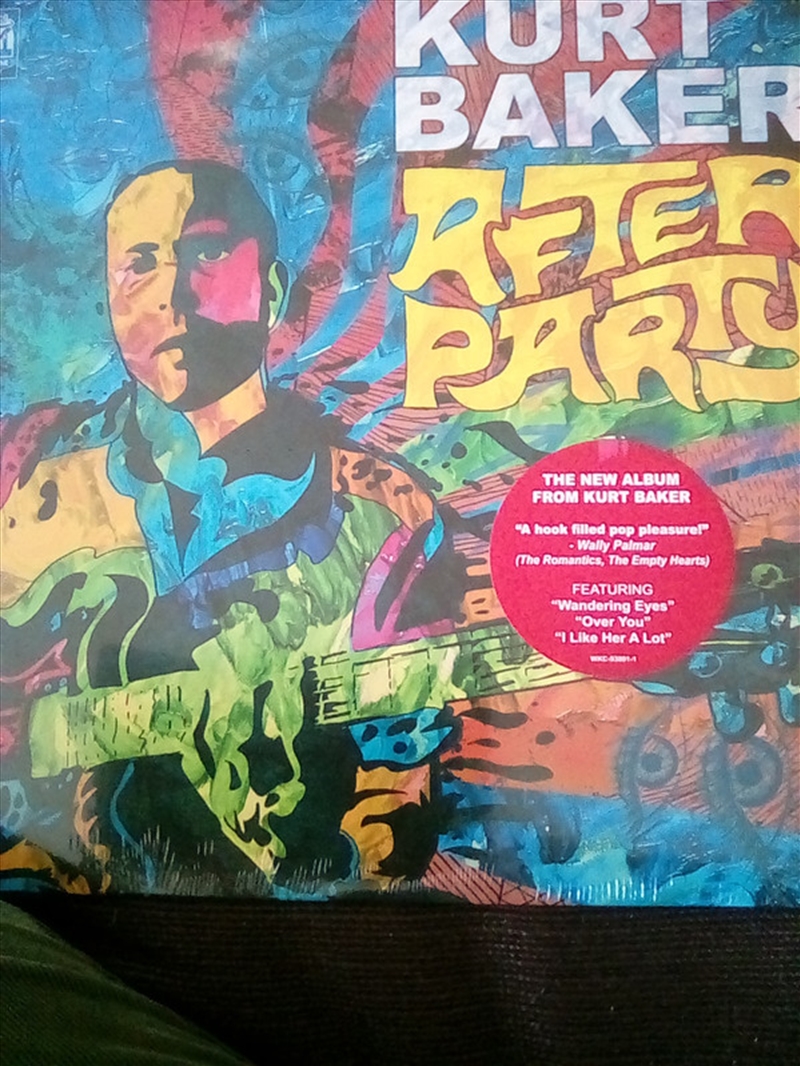 KURT
BAKER
AFTER
PARTY
THE NEW ALBUM
FROM KURT BAKER
"A hook filled pop pleasure!"
- Wally Palmar
(The Romantics, The Empty Hearts)
FEATURING
"Wandering Eyes"
"Over You"
"I Like Her A Lot"